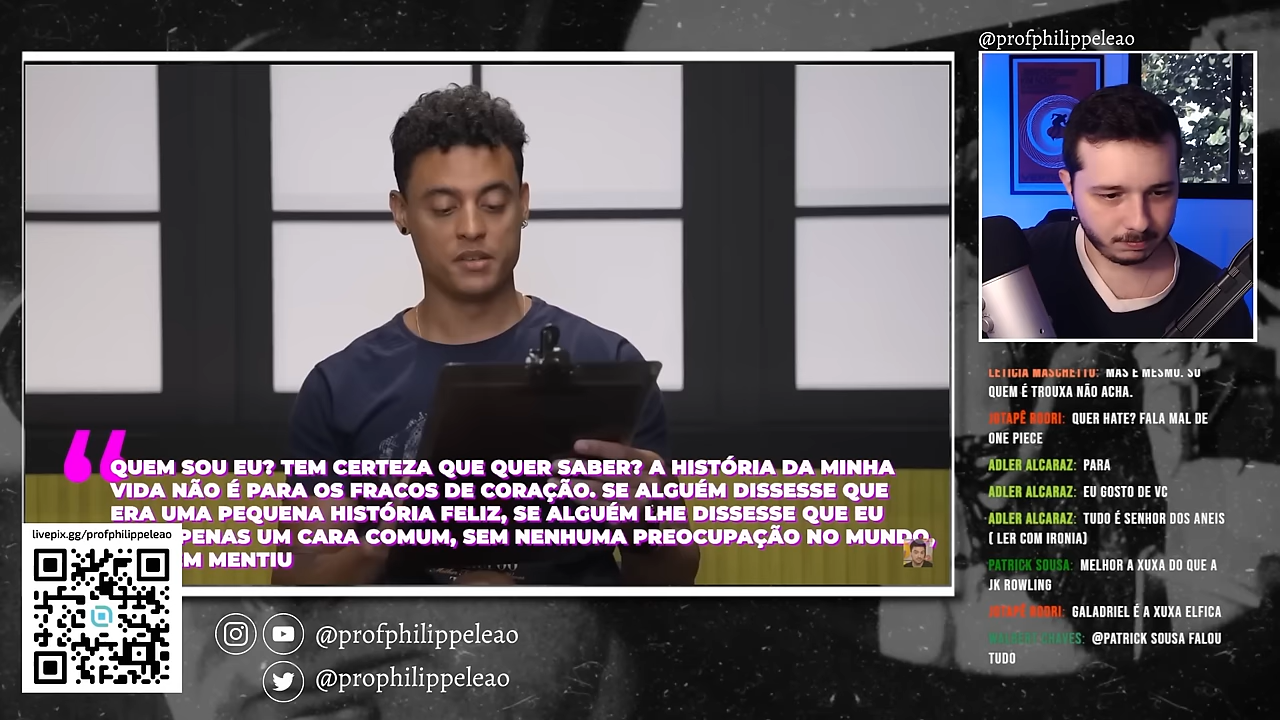 @profphilippeleao
QUEM SOU EU? TEM CERTEZA QUE QUER SABER? A HISTÓRIA DA MINHA
VIDA NÃO É PARA OS FRACOS DE CORAÇÃO. SE ALGUÉM DISSESSE QUE
ERA UMA PEQUENA HISTÓRIA FELIZ, SE ALGUÉM LHE DISSESSE QUE EU
PENAS UM CARA COMUM, SEM NENHUMA PREOCUPAÇÃO NO MUNDO,
M MENTIU
livepix.gg/profphilippeleao
@profphilippeleao
@prophilippeleao
LETICIA MASCHETTO: MAS É MESMO. SÓ
QUEM É TROUXA NÃO ACHA.
JOTAPÊ RODRI: QUER HATE? FALA MAL DE
ONE PIECE
ADLER ALCARAZ: PARA
ADLER ALCARAZ: EU GOSTO DE VC
ADLER ALCARAZ: TUDO É SENHOR DOS ANEIS
( LER COM IRONIA)
PATRICK SOUSA: MELHOR A XUXA DO QUE A
JK ROWLING
JOTAPÊ RODRI: GALADRIEL É A XUXA ELFICA
CHAVES: @PATRICK SOUSA FALOU
TUDO